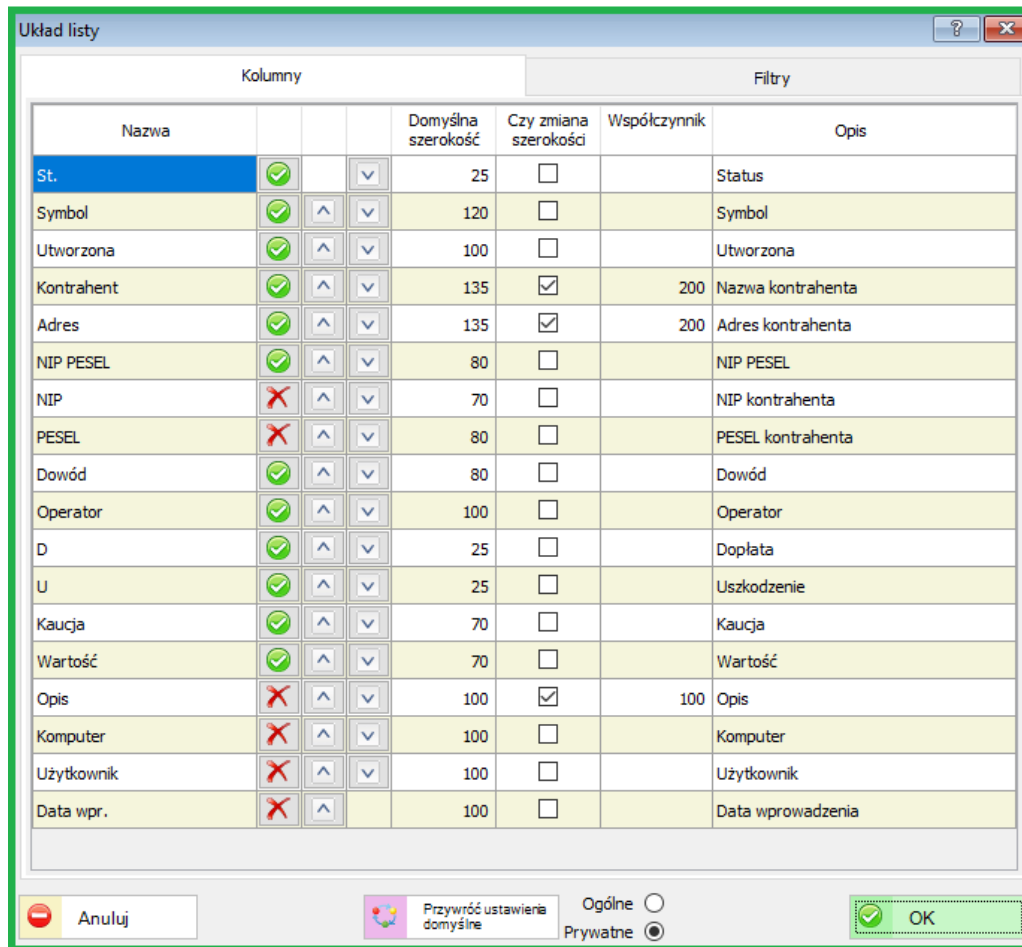 Układ listy
Kolumny Filtry
Nazwa Domyślna szerokość Czy zmiana szerokości Współczynnik Opis
St. 25 Status
Symbol 120 Symbol
Utworzona 100 Utworzona
Kontrahent 135 200 Nazwa kontrahenta
Adres 135 200 Adres kontrahenta
NIP PESEL 80 NIP PESEL
NIP 70 NIP kontrahenta
PESEL 80 PESEL kontrahenta
Dowód 80 Dowód
Operator 100 Operator
D 25 Dopłata
U 25 Uszkodzenie
Kaucja 70 Kaucja
Wartość 70 Wartość
Opis 100 100 Opis
Komputer 100 Komputer
Użytkownik 100 Użytkownik
Data wpr. 100 Data wprowadzenia
Anuluj
Przywróć ustawienia
domyślne
Ogólne
Prywatne
OK